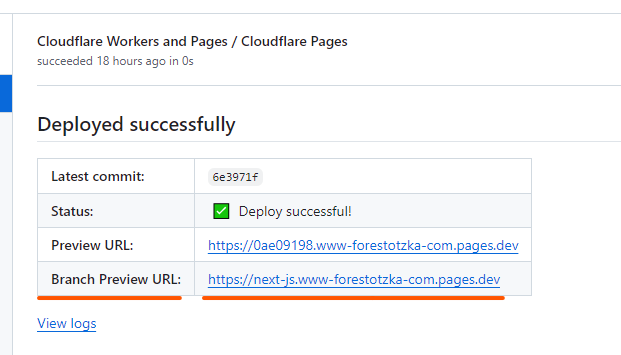 Cloudflare Workers and Pages / Cloudflare Pages
succeeded 18 hours ago in 0s
Deployed successfully
Latest commit: 6e3971f
Status: ✅ Deploy successful!
Preview URL: https://0ae09198.www-forestotzka-com.pages.dev
Branch Preview URL: https://next-js.www-forestotzka-com.pages.dev
View logs